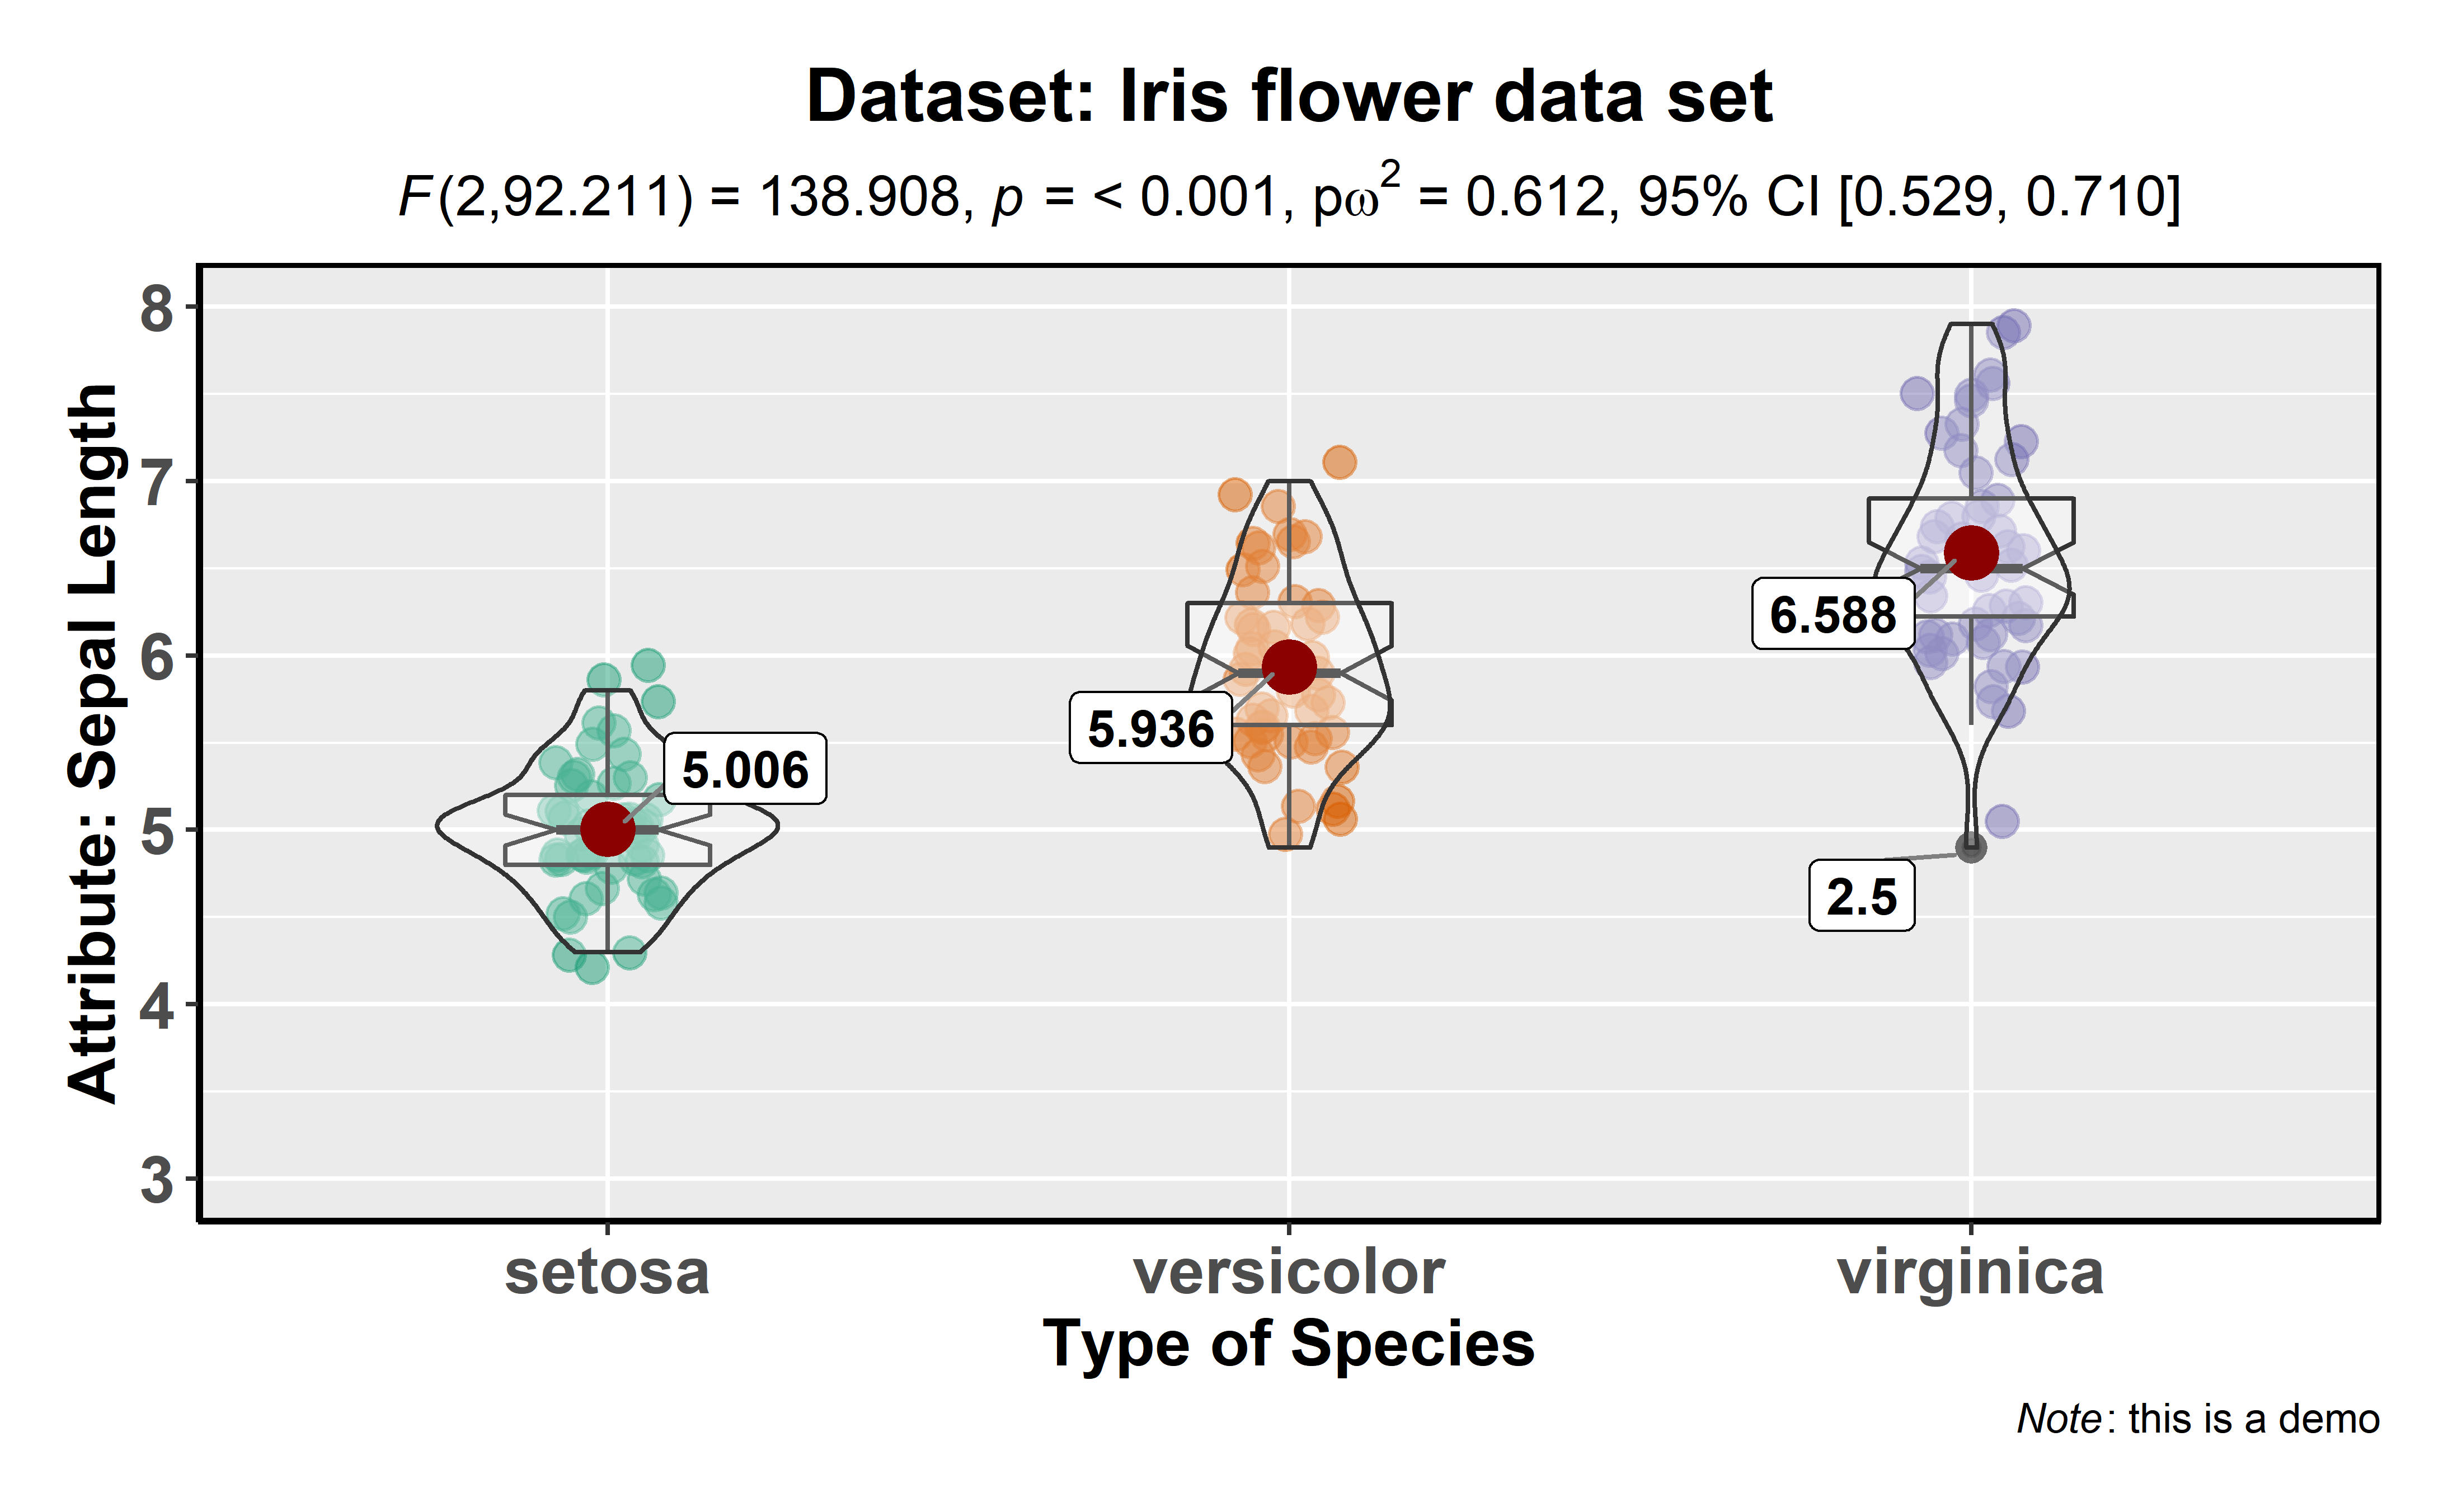 Dataset: Iris flower data set
F(2,92.211) = 138.908, p = < 0.001, pω² = 0.612, 95% CI [0.529, 0.710]
Attribute: Sepal Length
8
7
6
5
4
3
5.006
5.936
6.588
2.5
setosa versicolor virginica
Type of Species
Note: this is a demo